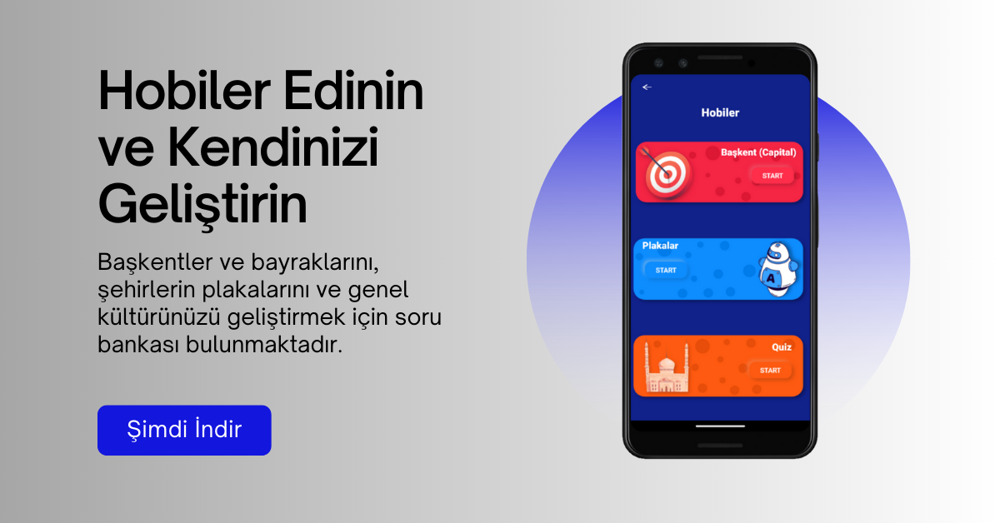 Hobiler Edinin
ve Kendinizi
Geliştirin
Başkentler ve bayraklarını,
şehirlerin plakalarını ve genel
kültürünüzü geliştirmek için soru
bankası bulunmaktadır.
Şimdi İndir
Hobiler
Başkent (Capital)
START
Plakalar
START
A
Quiz
START